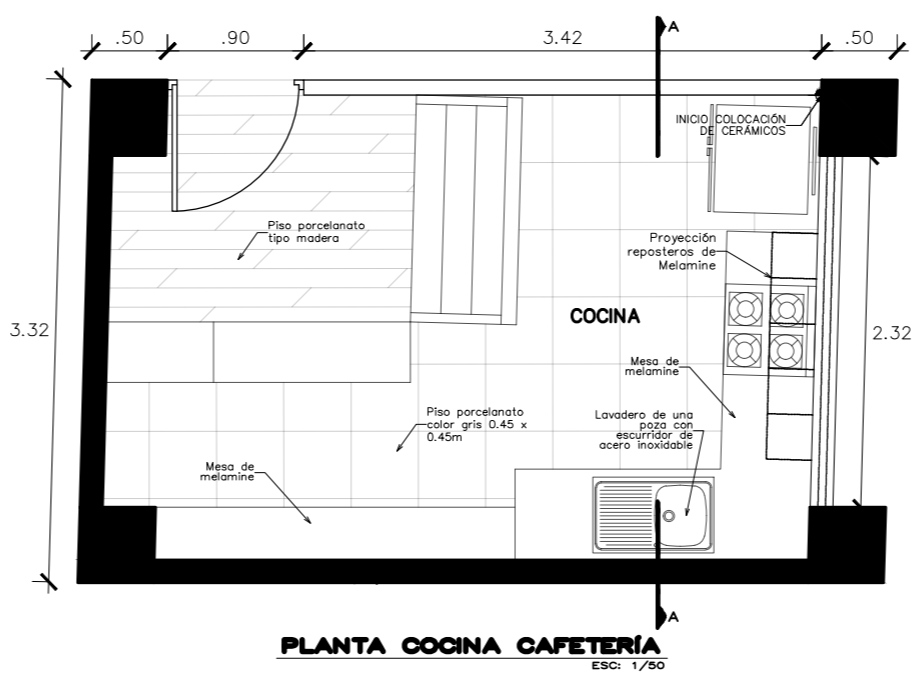 .50
.90
3.42
.50
A
INICIO COLOCACIÓN
DE CERÁMICOS
Piso porcelanato
tipo madera
Proyección
reposteros de
Melamine
COCINA
3.32
2.32
Mesa de
melamine
Piso porcelanato
color gris 0.45 x
0.45m
Lavadero de una
poza con
escurridor de
acero inoxidable
Mesa de
melamine
A
PLANTA COCINA CAFETERÍA
ESC: 1/50